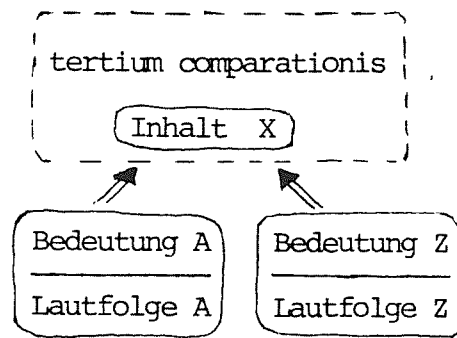 tertium comparationis
Inhalt X
Bedeutung A
Lautfolge A
Bedeutung Z
Lautfolge Z